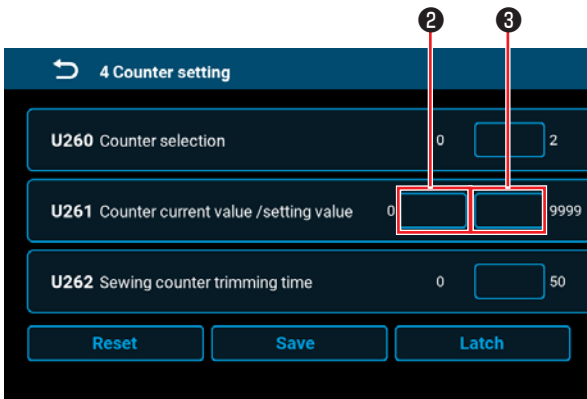 ❷ ❸
4 Counter setting
U260 Counter selection 0 2
U261 Counter current value /setting value 0 9999
U262 Sewing counter trimming time 0 50
Reset Save Latch